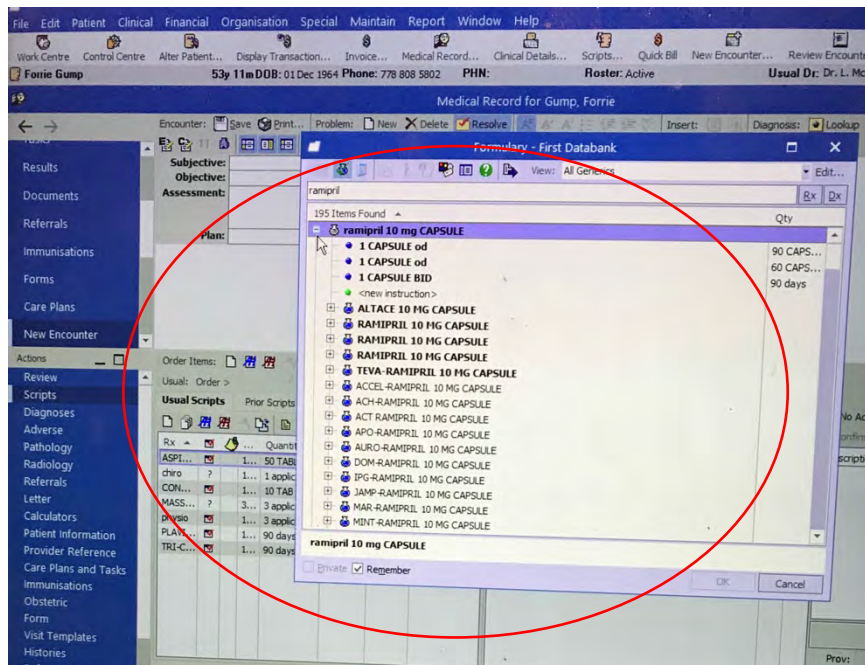 File Edit Patient Clinical Financial Organisation Special Maintain Report Window Help
Work Centre Control Centre Alter Patient... Display Transaction... Invoice... Medical Record... Clinical Details... Scripts... Quick Bill New Encounter... Review Encounte
Forrie Gump 53y 11m DOB: 01 Dec 1964 Phone: 778 808 5802 PHN: Roster: Active Usual Dr: Dr. L. Mc
Medical Record for Gump, Forrie
Encounter: Save Print... Problem: New Delete Resolve Insert: Diagnosis: Lookup
Tasks
Results
Documents
Referrals
Immunisations
Forms
Care Plans
New Encounter
Subjective:
Objective:
Assessment:
Plan:
Formulary - First Databank
View: All Generics Edit...
ramipril Rx Dx
195 Items Found Qty
ramipril 10 mg CAPSULE
1 CAPSULE od 90 CAPS...
1 CAPSULE od 60 CAPS...
1 CAPSULE BID 90 days
<new instruction>
ALTACE 10 MG CAPSULE
RAMIPRIL 10 MG CAPSULE
RAMIPRIL 10 MG CAPSULE
RAMIPRIL 10 MG CAPSULE
TEVA-RAMIPRIL 10 MG CAPSULE
ACCEL-RAMIPRIL 10 MG CAPSULE
ACH-RAMIPRIL 10 MG CAPSULE
ACT RAMIPRIL 10 MG CAPSULE
APO-RAMIPRIL 10 MG CAPSULE
AURO-RAMIPRIL 10 MG CAPSULE
DOM-RAMIPRIL 10 MG CAPSULE
IPG-RAMIPRIL 10 MG CAPSULE
JAMP-RAMIPRIL 10 MG CAPSULE
MAR-RAMIPRIL 10 MG CAPSULE
MINT-RAMIPRIL 10 MG CAPSULE
ramipril 10 mg CAPSULE
Private Remember
OK Cancel
Actions
Review
Scripts
Diagnoses
Adverse
Pathology
Radiology
Referrals
Letter
Calculators
Patient Information
Provider Reference
Care Plans and Tasks
Immunisations
Obstetric
Form
Visit Templates
Histories
Order Items:
Usual: Order >
Usual Scripts Prior Scripts
Rx ... Quantit
ASPI... 1... 50 TABL
chiro ? 1... 1 applic
CON... 1... 10 TAB
MASS... ? 3... 3 applic
physio 1... 3 applic
PLAVI... 1... 90 days
TRI-C... 1... 90 days
No Ac
Prov: